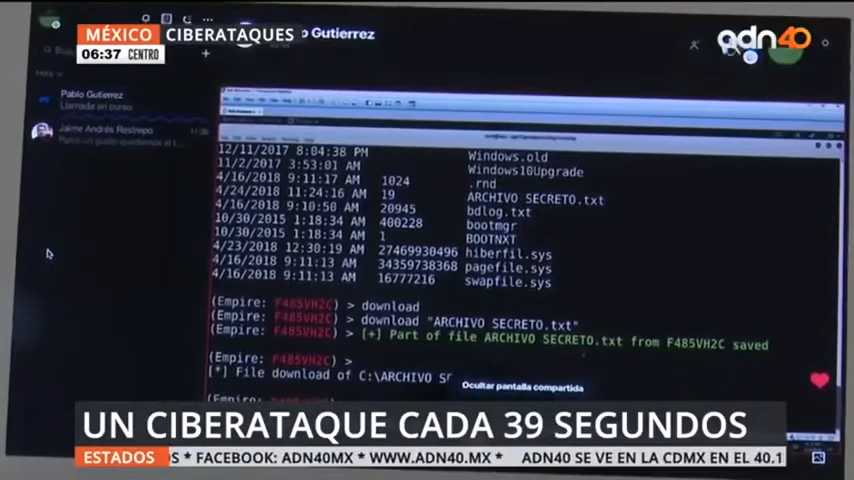 MÉXICO CIBERATAQUES
o Gutierrez
adn40
06:37 CENTRO
Pablo Gutierrez
Llamada en curso
Jaime Andrés Restrepo
12/11/2017 8:04:38 PM Windows.old
11/2/2017 3:53:01 AM Windows10Upgrade
4/16/2018 9:11:17 AM 1024 .rnd
4/24/2018 11:24:16 AM 19 ARCHIVO SECRETO.txt
4/16/2018 9:10:50 AM 20945 bdlog.txt
10/30/2015 1:18:34 AM 400228 bootmgr
10/30/2015 1:18:34 AM 1 BOOTNXT
4/23/2018 12:30:19 AM 27469930496 hiberfil.sys
4/16/2018 9:11:13 AM 34359738368 pagefile.sys
4/16/2018 9:11:13 AM 16777216 swapfile.sys
(Empire: F485VH2C) > download
(Empire: F485VH2C) > download "ARCHIVO SECRETO.txt"
(Empire: F485VH2C) > [+] Part of file ARCHIVO SECRETO.txt from F485VH2C saved
(Empire: F485VH2C) >
[*] File download of C:\ARCHIVO S
Ocultar pantalla compartida
(Empire:
UN CIBERATAQUE CADA 39 SEGUNDOS
ESTADOS S * FACEBOOK: ADN40MX * WWW.ADN40.MX * ADN40 SE VE EN LA CDMX EN EL 40.1